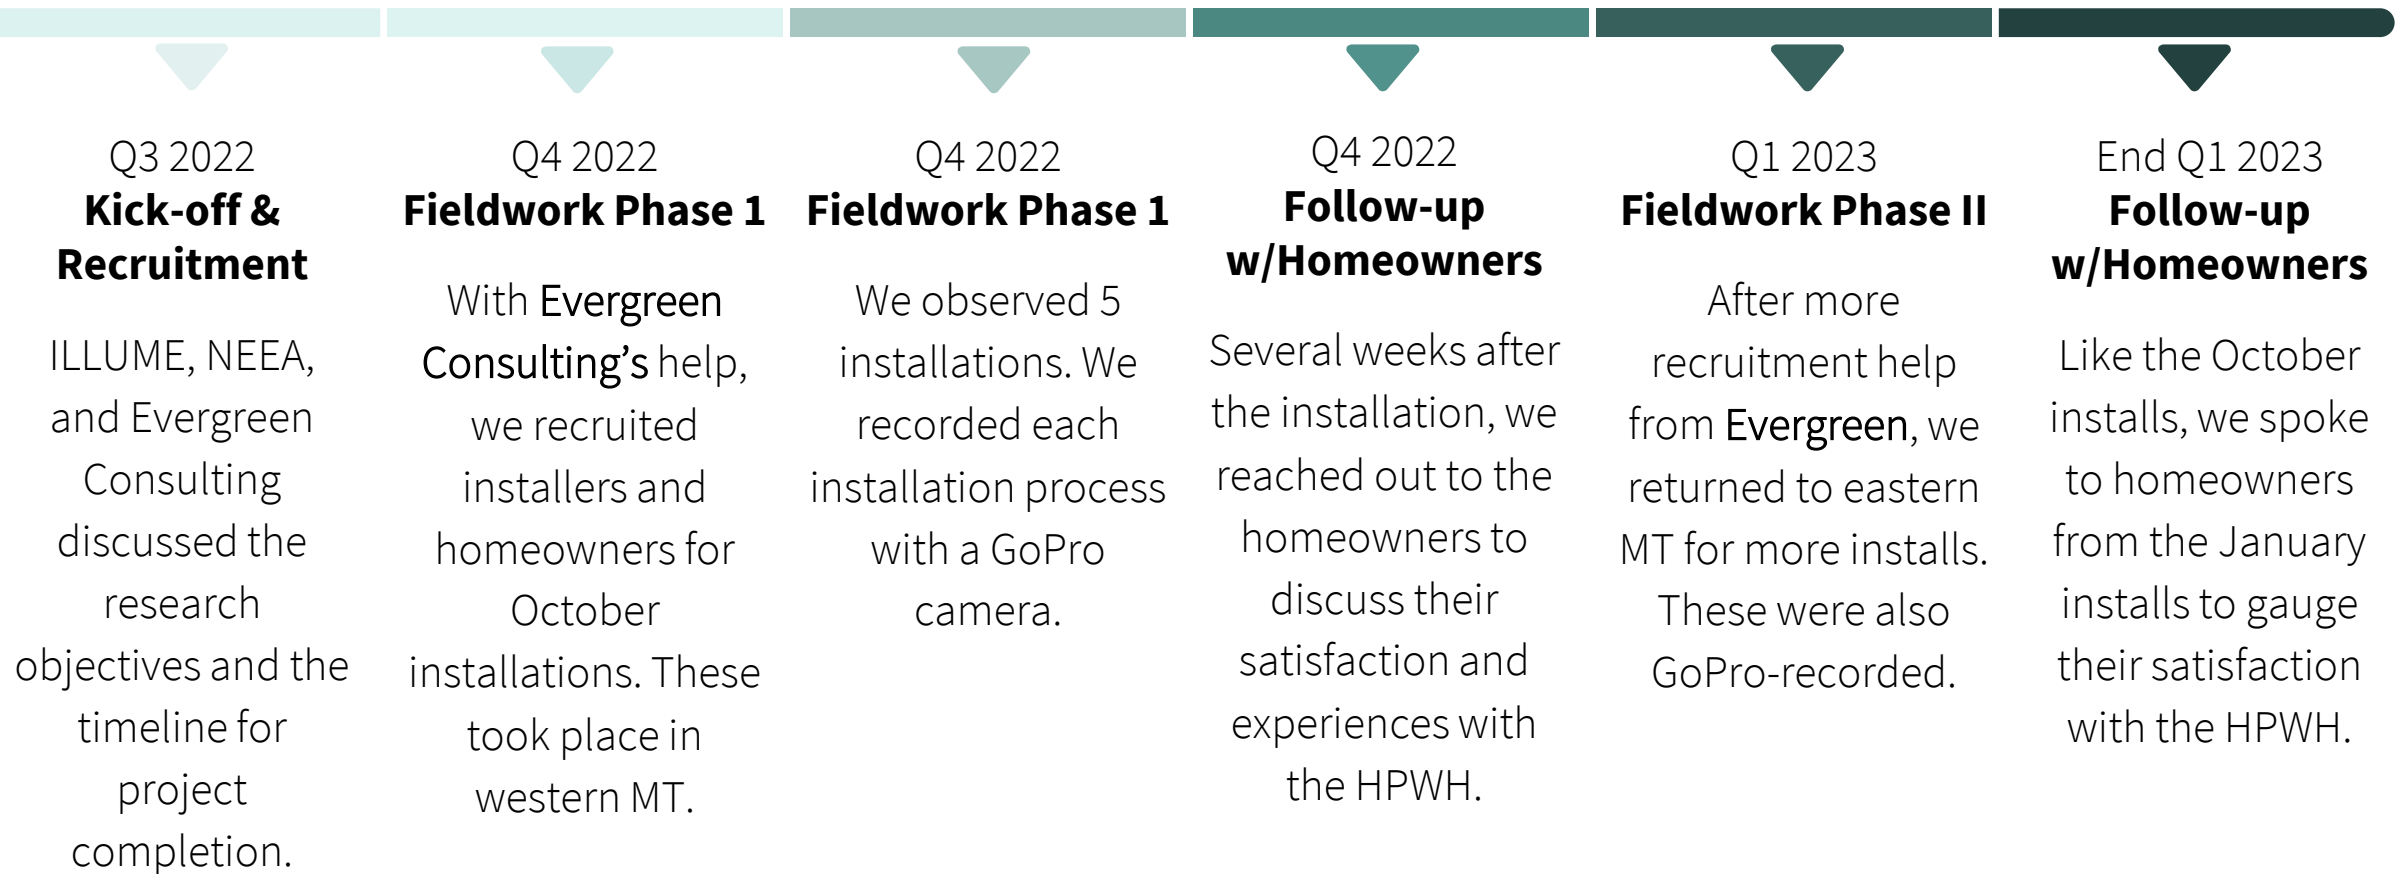 Q3 2022
Kick-off &
Recruitment
ILLUME, NEEA,
and Evergreen
Consulting
discussed the
research
objectives and the
timeline for
project
completion.
Q4 2022
Fieldwork Phase 1
With Evergreen
Consulting’s help,
we recruited
installers and
homeowners for
October
installations. These
took place in
western MT.
Q4 2022
Fieldwork Phase 1
We observed 5
installations. We
recorded each
installation process
with a GoPro
camera.
Q4 2022
Follow-up
w/Homeowners
Several weeks after
the installation, we
reached out to the
homeowners to
discuss their
satisfaction and
experiences with
the HPWH.
Q1 2023
Fieldwork Phase II
After more
recruitment help
from Evergreen, we
returned to eastern
MT for more installs.
These were also
GoPro-recorded.
End Q1 2023
Follow-up
w/Homeowners
Like the October
installs, we spoke
to homeowners
from the January
installs to gauge
their satisfaction
with the HPWH.